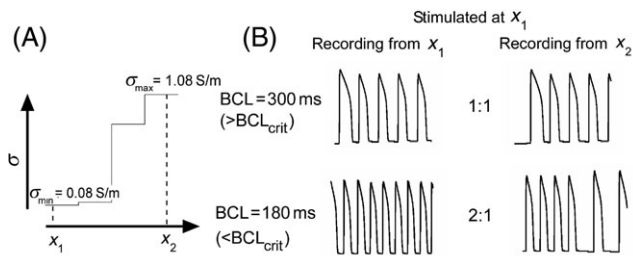 (A)
σmax = 1.08 S/m
σ
σmin = 0.08 S/m
x1
x2
(B)
Stimulated at x1
Recording from x1
Recording from x2
BCL = 300 ms
(>BCLcrit)
1:1
BCL = 180 ms
(<BCLcrit)
2:1